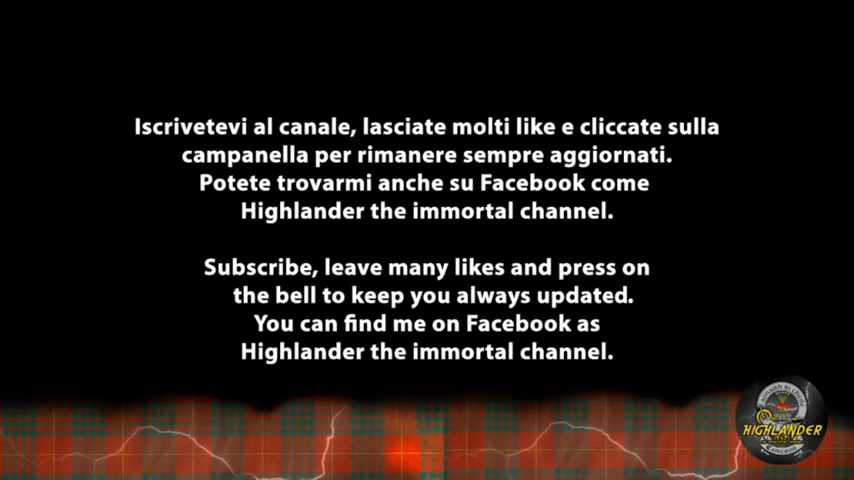 Iscrivetevi al canale, lasciate molti like e cliccate sulla
campanella per rimanere sempre aggiornati.
Potete trovarmi anche su Facebook come
Highlander the immortal channel.
Subscribe, leave many likes and press on
the bell to keep you always updated.
You can find me on Facebook as
Highlander the immortal channel.
HIGHLANDER
CAMERON